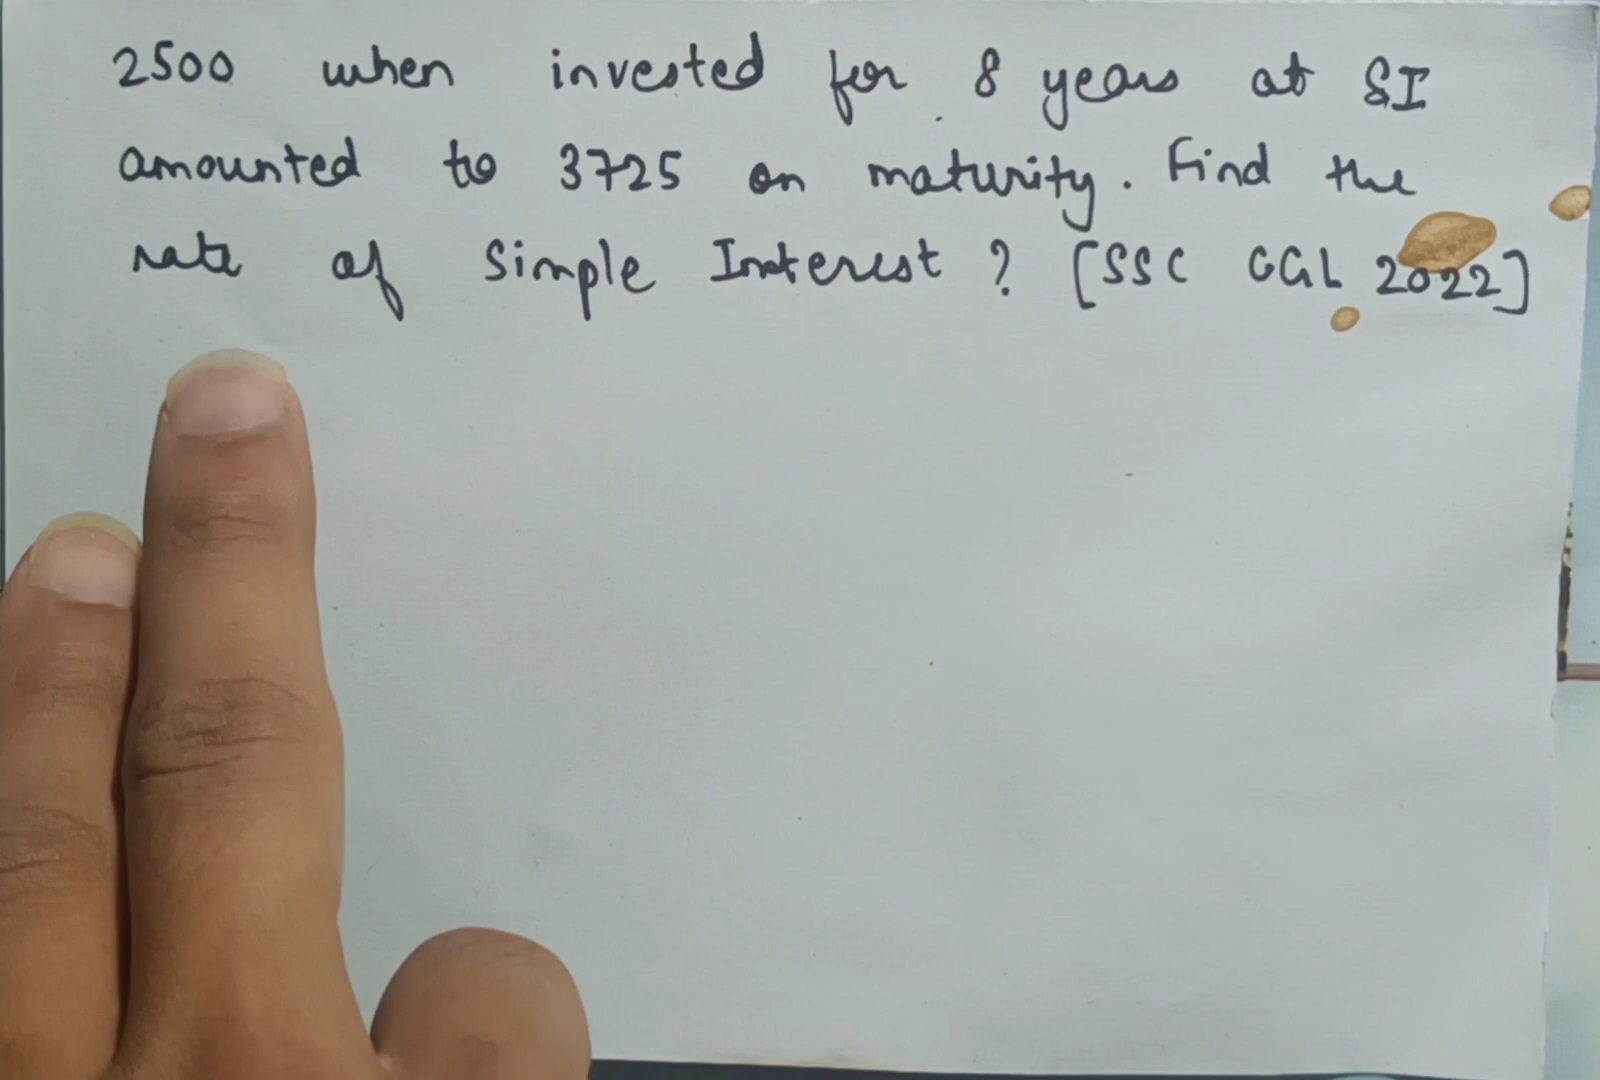 2500 when invested for 8 years at SI
amounted to 3725 on maturity. Find the
rate of Simple Interest ? [SSC CGL 2022]